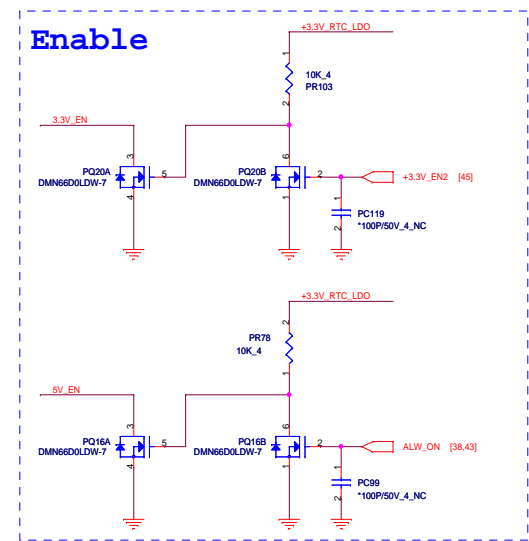 Enable
+3.3V_RTC_LDO
1
10K_4
PR103
2
3.3V_EN
3
6
PQ20A
5
PQ20B
2
+3.3V_EN2 [45]
DMN66D0LDW-7
DMN66D0LDW-7
4
1
1
PC119
*100P/50V_4_NC
2
+3.3V_RTC_LDO
2
PR78
10K_4
1
5V_EN
3
6
PQ16A
5
PQ16B
2
ALW_ON [38,43]
DMN66D0LDW-7
DMN66D0LDW-7
4
1
1
PC99
*100P/50V_4_NC
2